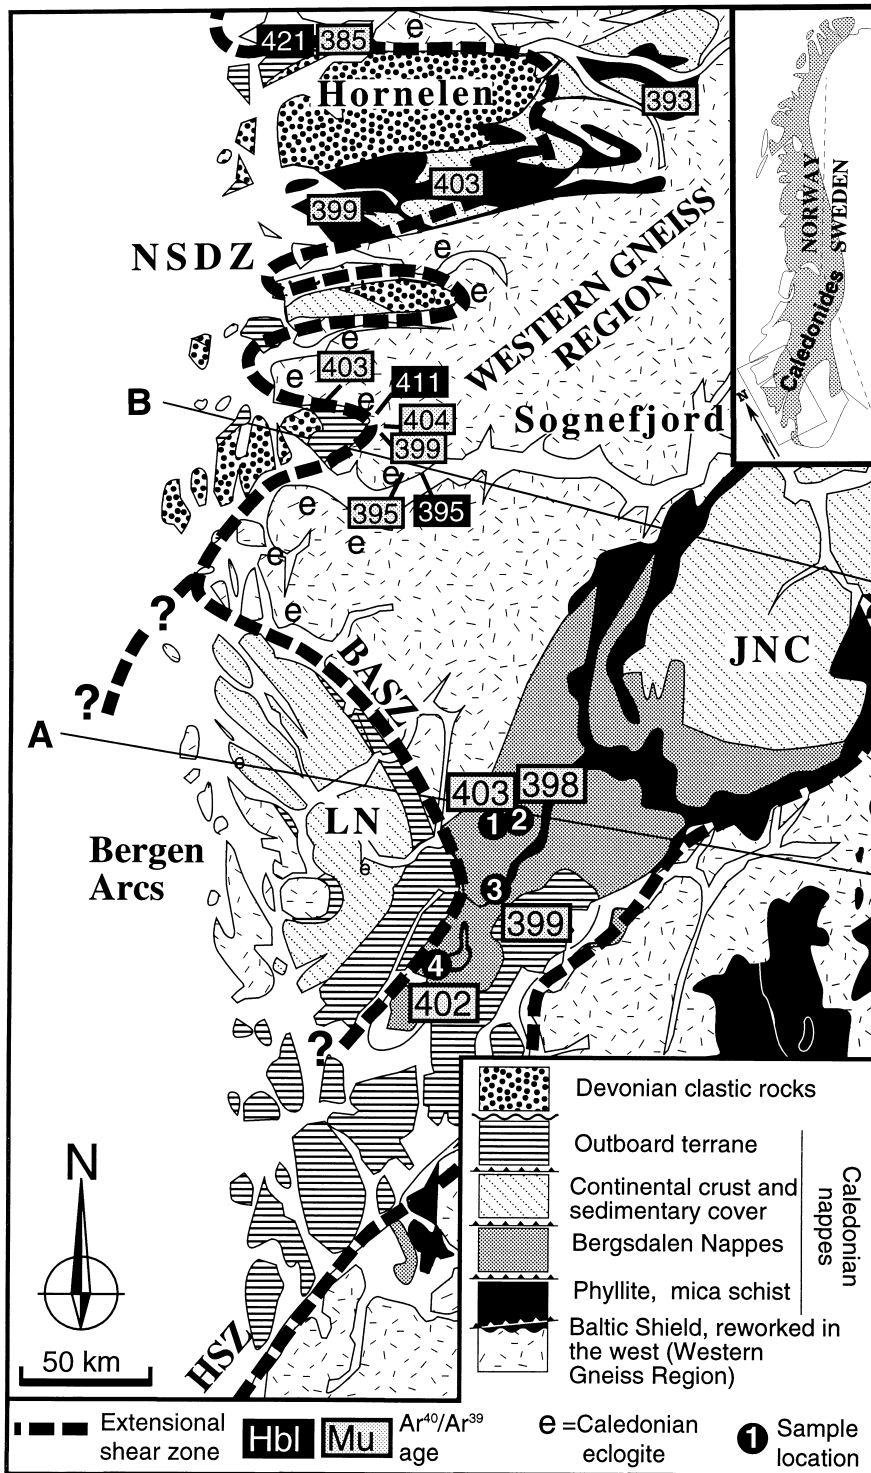 e
421 385
Hornelen
393
403
399
NSDZ
e
e
WESTERN GNEISS
REGION
e
403
e
411
e
B
404
399
Sognefjord
e
395
395
e
e
e
e
?
?
BASZ
JNC
A
e
403 398
1 2
LN
e
Bergen
Arcs
3
399
4
402
?
HSZ
N
50 km
NORWAY
SWEDEN
Caledonides
N
Devonian clastic rocks
Outboard terrane
Continental crust and
sedimentary cover
Bergsdalen Nappes
Phyllite, mica schist
Caledonian
nappes
Baltic Shield, reworked in
the west (Western
Gneiss Region)
Extensional
shear zone
Hbl
Mu
Ar⁴⁰/Ar³⁹
age
e =Caledonian
eclogite
1 Sample
location